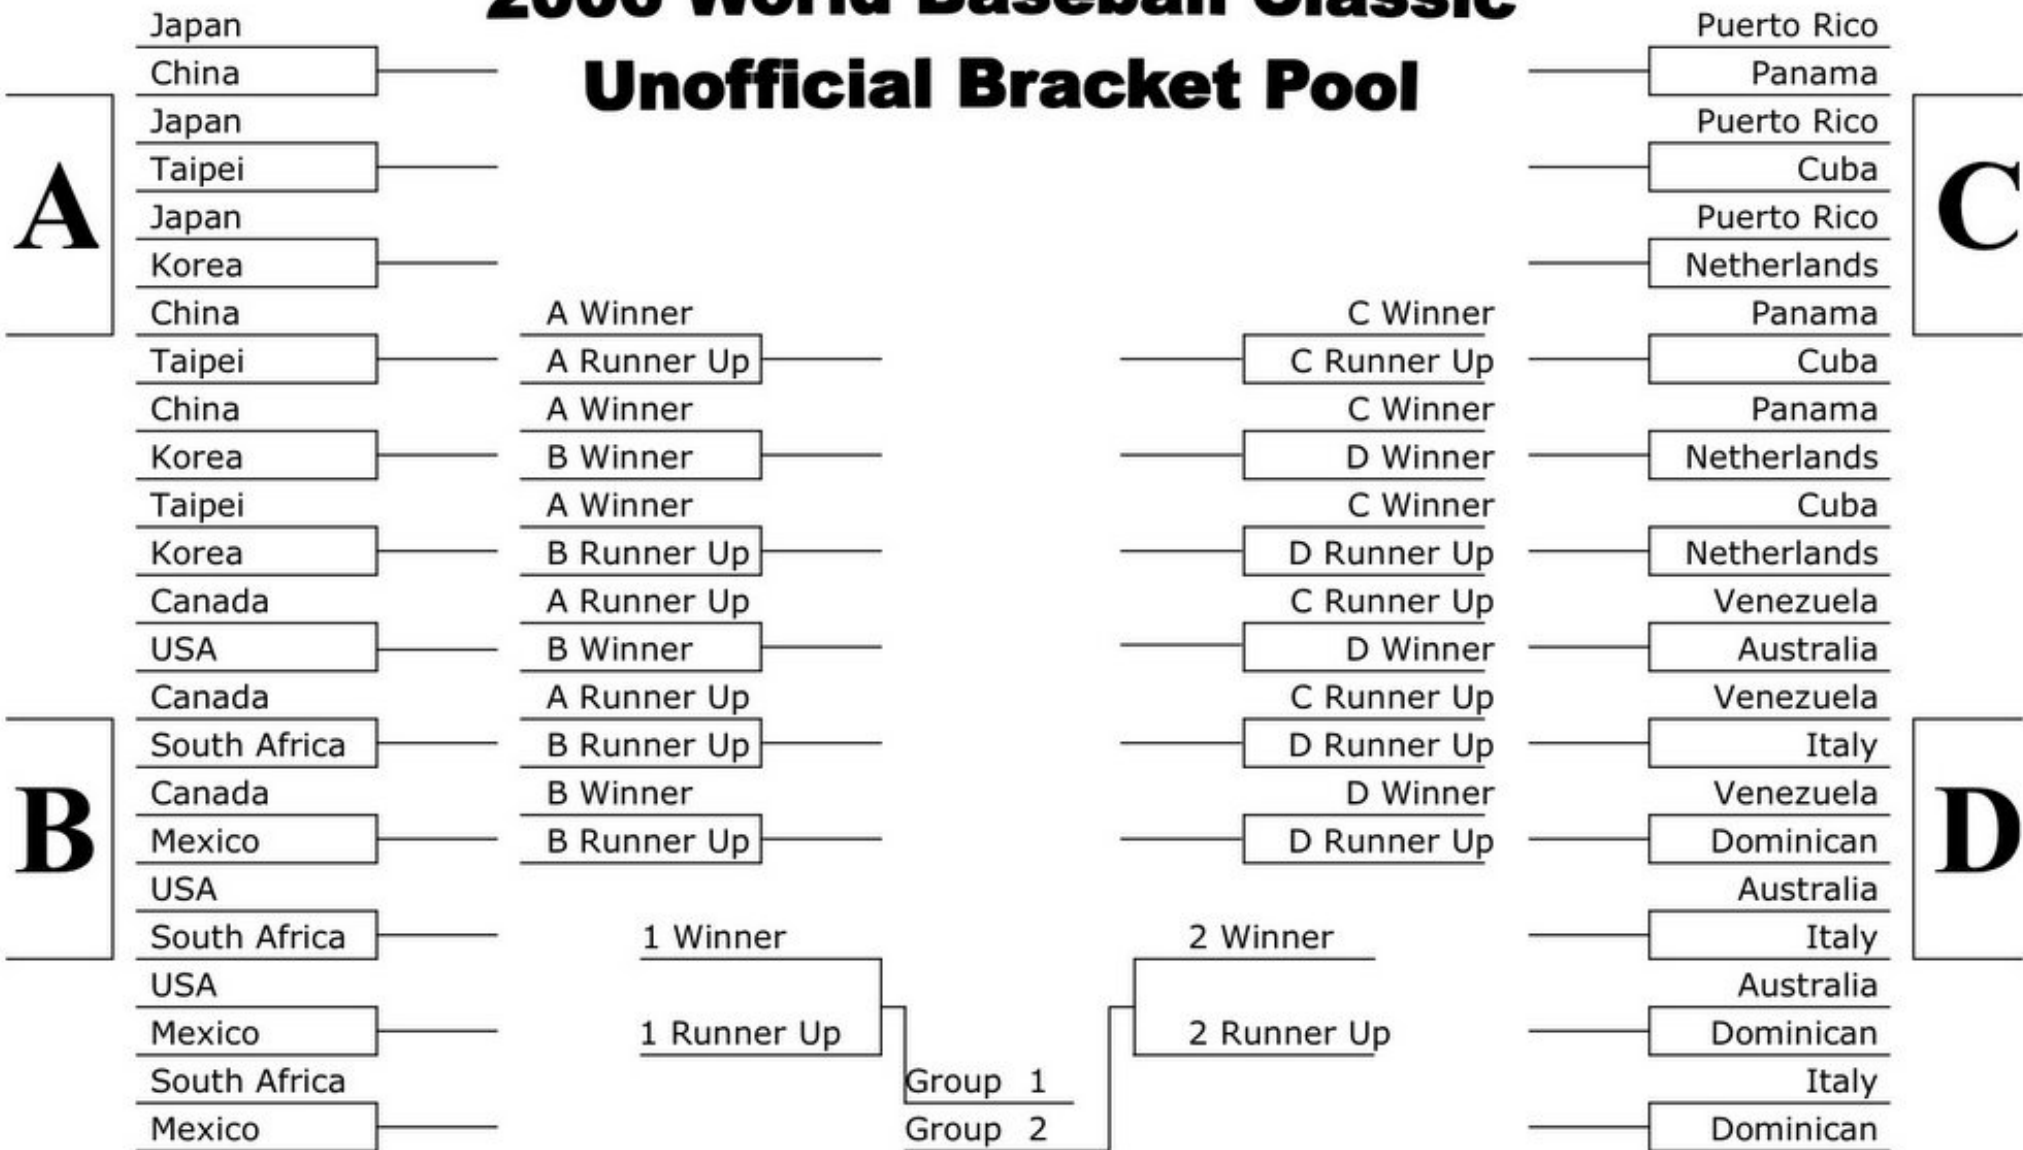 2006 World Baseball Classic
Unofficial Bracket Pool
A
Japan
China
Japan
Taipei
Japan
Korea
China
Taipei
China
Korea
Taipei
Korea
B
Canada
USA
Canada
South Africa
Canada
Mexico
USA
South Africa
USA
Mexico
South Africa
Mexico
A Winner
A Runner Up
A Winner
B Winner
A Winner
B Runner Up
A Runner Up
B Winner
A Runner Up
B Runner Up
B Winner
B Runner Up
1 Winner
1 Runner Up
Group 1
Group 2
2 Winner
2 Runner Up
C Winner
C Runner Up
C Winner
D Winner
C Winner
D Runner Up
C Runner Up
D Winner
C Runner Up
D Runner Up
D Winner
D Runner Up
C
Puerto Rico
Panama
Puerto Rico
Cuba
Puerto Rico
Netherlands
Panama
Cuba
Panama
Netherlands
Cuba
Netherlands
D
Venezuela
Australia
Venezuela
Italy
Venezuela
Dominican
Australia
Italy
Australia
Dominican
Italy
Dominican